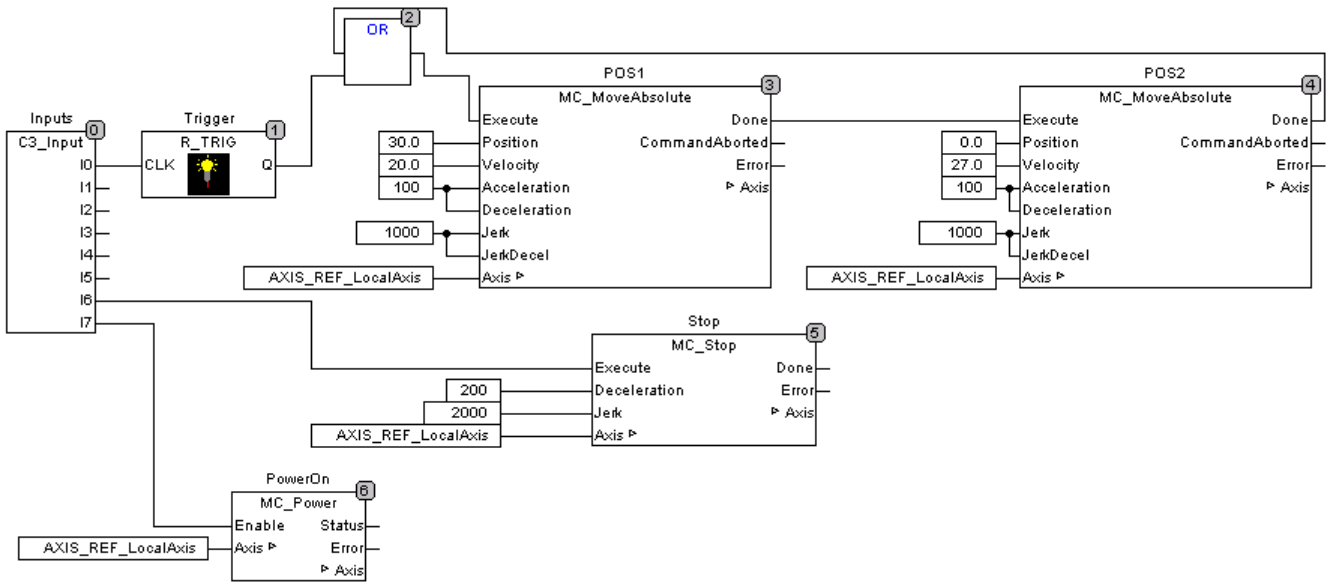 2
OR
POS1
3
MC_MoveAbsolute
Execute
Done
Position
CommandAborted
Velocity
Error
Acceleration
Axis
Deceleration
Jerk
JerkDecel
Axis
30.0
20.0
100
1000
AXIS_REF_LocalAxis
POS2
4
MC_MoveAbsolute
Execute
Done
Position
CommandAborted
Velocity
Error
Acceleration
Axis
Deceleration
Jerk
JerkDecel
Axis
0.0
27.0
100
1000
AXIS_REF_LocalAxis
Inputs
0
C3_Input
I0
I1
I2
I3
I4
I5
I6
I7
Trigger
1
R_TRIG
CLK
Q
Stop
5
MC_Stop
Execute
Done
Deceleration
Error
Jerk
Axis
Axis
200
2000
AXIS_REF_LocalAxis
PowerOn
6
MC_Power
Enable
Status
Axis
Error
Axis
AXIS_REF_LocalAxis